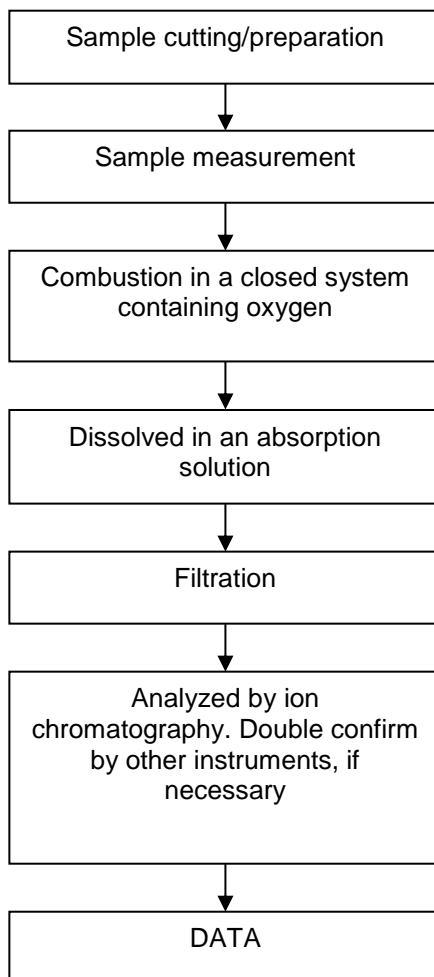 Sample cutting/preparation
Sample measurement
Combustion in a closed system
containing oxygen
Dissolved in an absorption
solution
Filtration
Analyzed by ion
chromatography. Double confirm
by other instruments, if
necessary
DATA